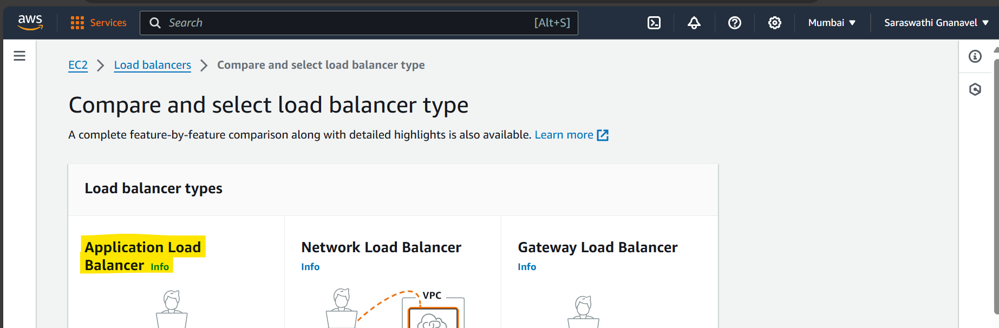 aws
Services
Search [Alt+S]
Mumbai
Saraswathi Gnanavel
EC2 > Load balancers > Compare and select load balancer type
Compare and select load balancer type
A complete feature-by-feature comparison along with detailed highlights is also available. Learn more
Load balancer types
Application Load
Balancer Info
Network Load Balancer
Info
VPC
Gateway Load Balancer
Info